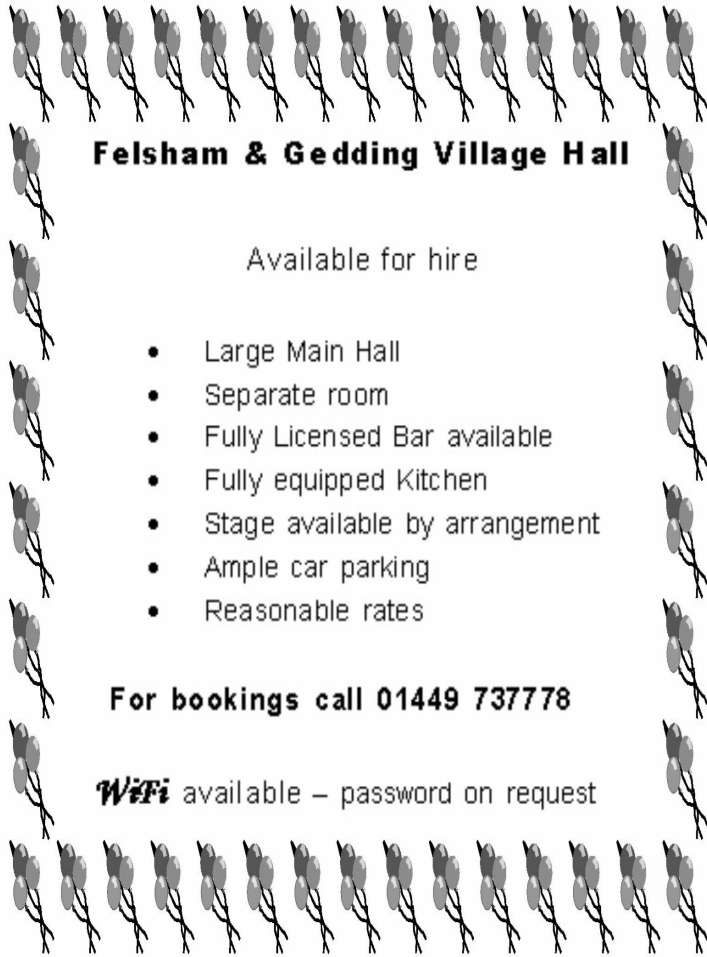 Felsham & Gedding Village Hall
Available for hire
• Large Main Hall
• Separate room
• Fully Licensed Bar available
• Fully equipped Kitchen
• Stage available by arrangement
• Ample car parking
• Reasonable rates
For bookings call 01449 737778
WiFi available – password on request